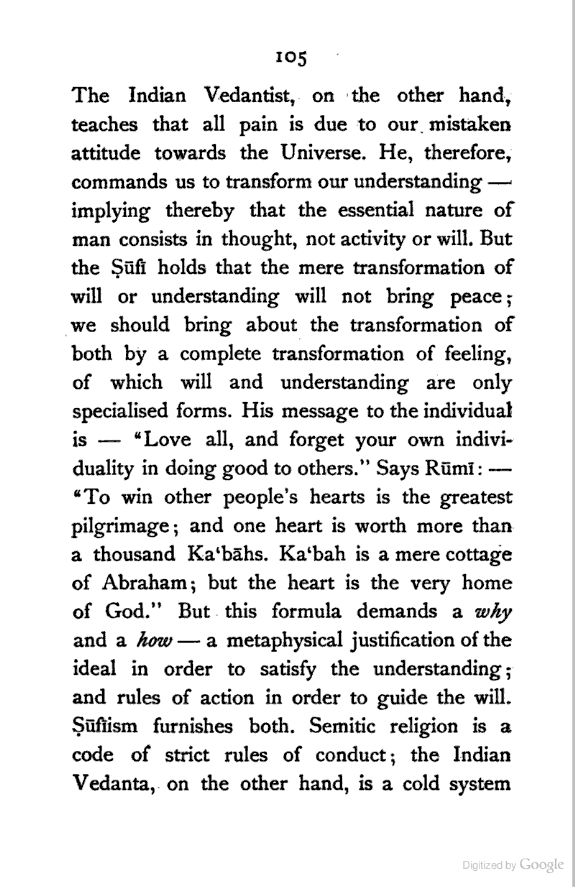 105
The Indian Vedantist, on the other hand,
teaches that all pain is due to our mistaken
attitude towards the Universe. He, therefore,
commands us to transform our understanding —
implying thereby that the essential nature of
man consists in thought, not activity or will. But
the Ṣūfī holds that the mere transformation of
will or understanding will not bring peace;
we should bring about the transformation of
both by a complete transformation of feeling,
of which will and understanding are only
specialised forms. His message to the individual
is — “Love all, and forget your own indivi-
duality in doing good to others.” Says Rūmī: —
“To win other people's hearts is the greatest
pilgrimage; and one heart is worth more than
a thousand Ka‘bāhs. Ka‘bah is a mere cottage
of Abraham; but the heart is the very home
of God.” But this formula demands a why
and a how — a metaphysical justification of the
ideal in order to satisfy the understanding;
and rules of action in order to guide the will.
Ṣūfīism furnishes both. Semitic religion is a
code of strict rules of conduct; the Indian
Vedanta, on the other hand, is a cold system
Digitized by Google